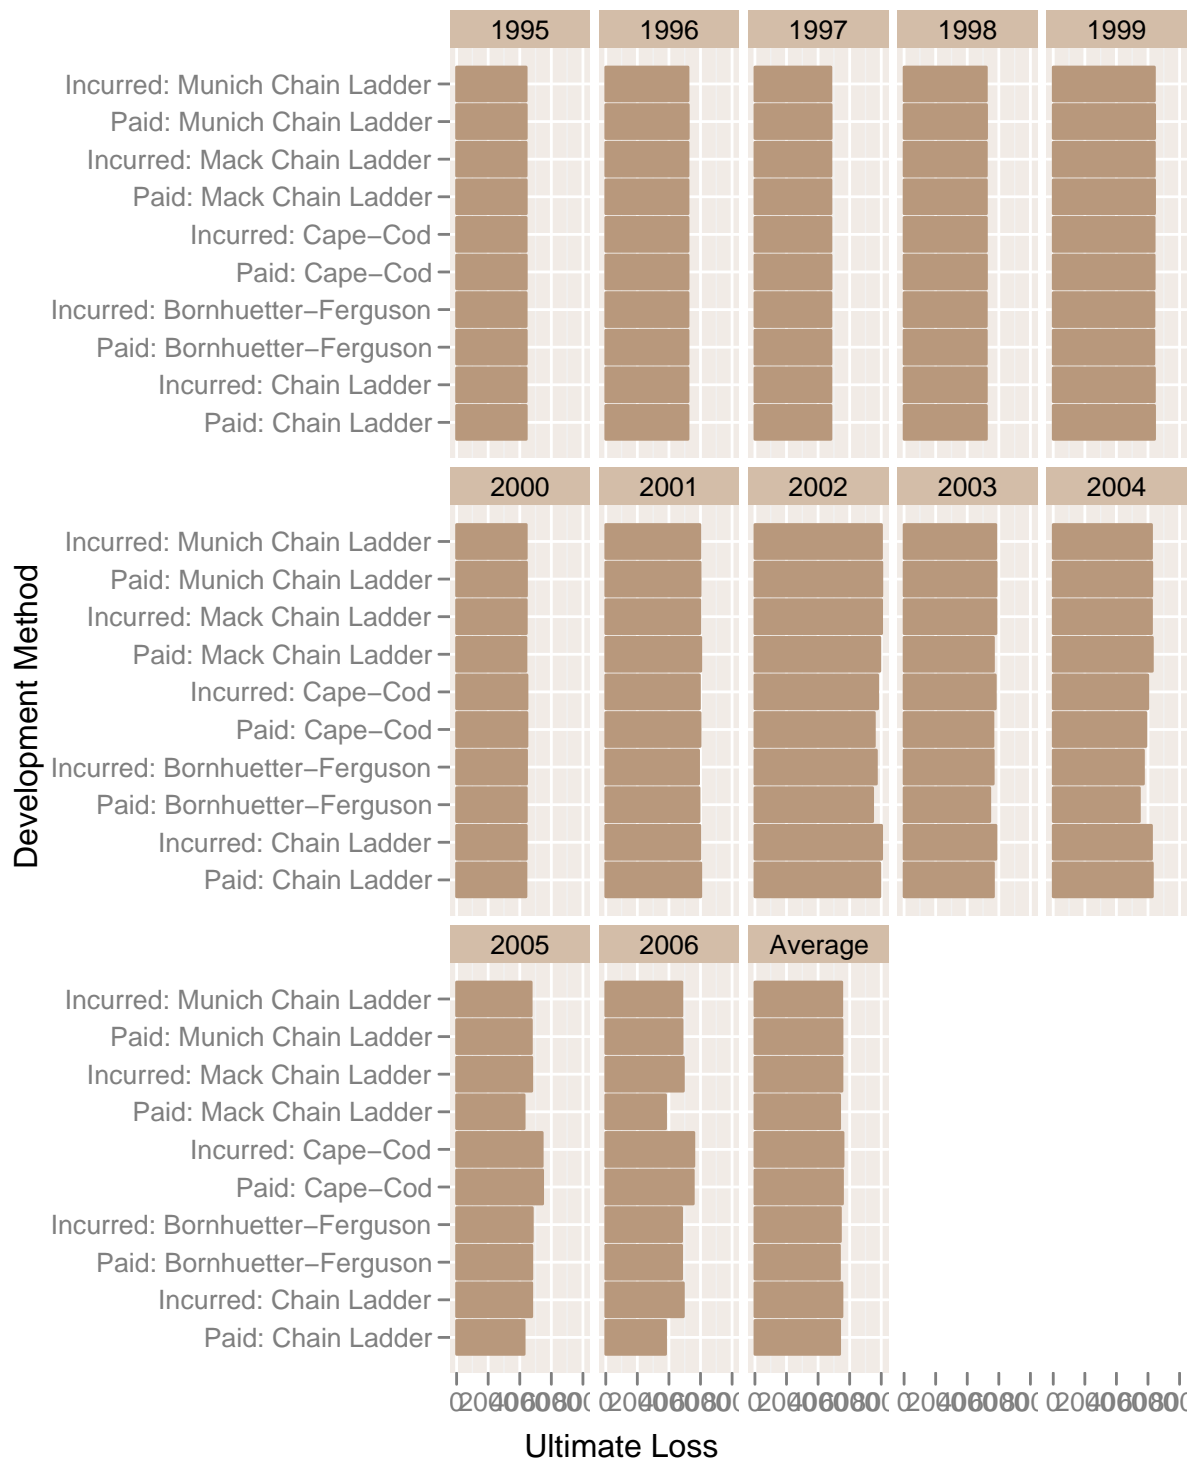 1995 1996 1997 1998 1999
Incurred: Munich Chain Ladder
Paid: Munich Chain Ladder
Incurred: Mack Chain Ladder
Paid: Mack Chain Ladder
Incurred: Cape−Cod
Paid: Cape−Cod
Incurred: Bornhuetter−Ferguson
Paid: Bornhuetter−Ferguson
Incurred: Chain Ladder
Paid: Chain Ladder
2000 2001 2002 2003 2004
Incurred: Munich Chain Ladder
Paid: Munich Chain Ladder
Incurred: Mack Chain Ladder
Paid: Mack Chain Ladder
Incurred: Cape−Cod
Paid: Cape−Cod
Incurred: Bornhuetter−Ferguson
Paid: Bornhuetter−Ferguson
Incurred: Chain Ladder
Paid: Chain Ladder
Development Method
2005 2006 Average
Incurred: Munich Chain Ladder
Paid: Munich Chain Ladder
Incurred: Mack Chain Ladder
Paid: Mack Chain Ladder
Incurred: Cape−Cod
Paid: Cape−Cod
Incurred: Bornhuetter−Ferguson
Paid: Bornhuetter−Ferguson
Incurred: Chain Ladder
Paid: Chain Ladder
Ultimate Loss